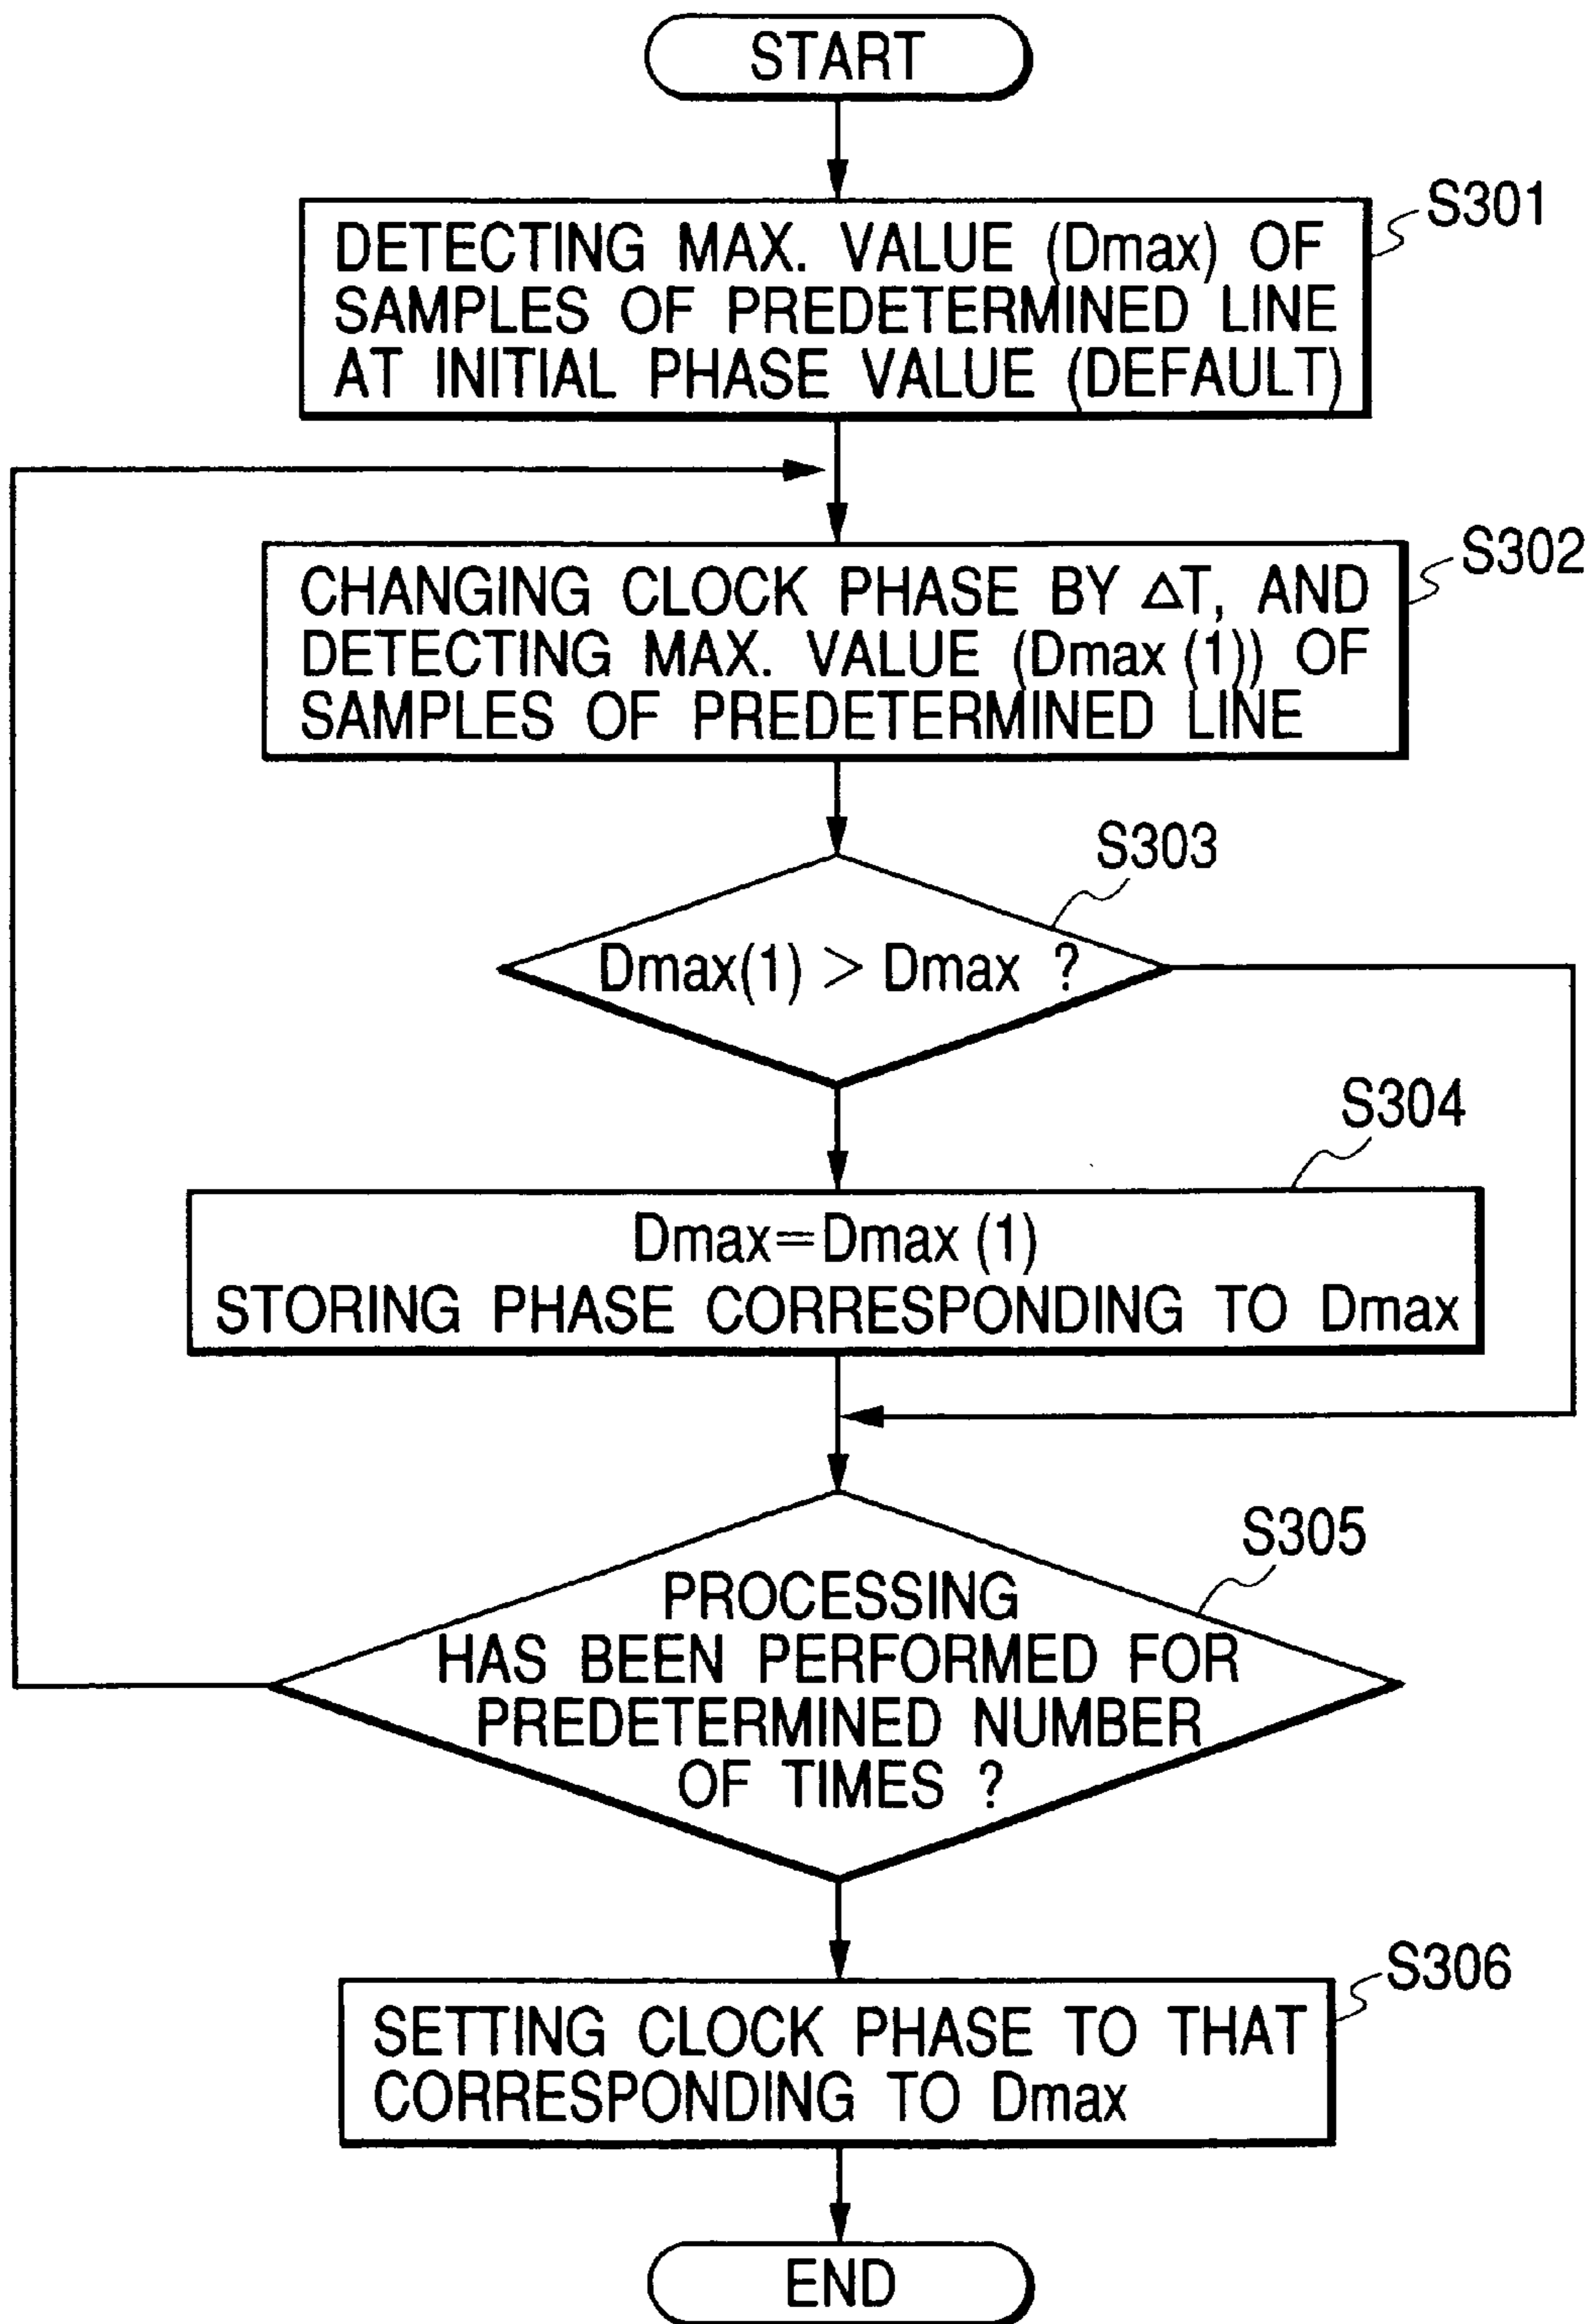 START
S301
DETECTING MAX. VALUE (Dmax) OF
SAMPLES OF PREDETERMINED LINE
AT INITIAL PHASE VALUE (DEFAULT)
S302
CHANGING CLOCK PHASE BY ΔT, AND
DETECTING MAX. VALUE (Dmax (1)) OF
SAMPLES OF PREDETERMINED LINE
S303
Dmax(1) > Dmax ?
S304
Dmax=Dmax (1)
STORING PHASE CORRESPONDING TO Dmax
S305
PROCESSING
HAS BEEN PERFORMED FOR
PREDETERMINED NUMBER
OF TIMES ?
S306
SETTING CLOCK PHASE TO THAT
CORRESPONDING TO Dmax
END